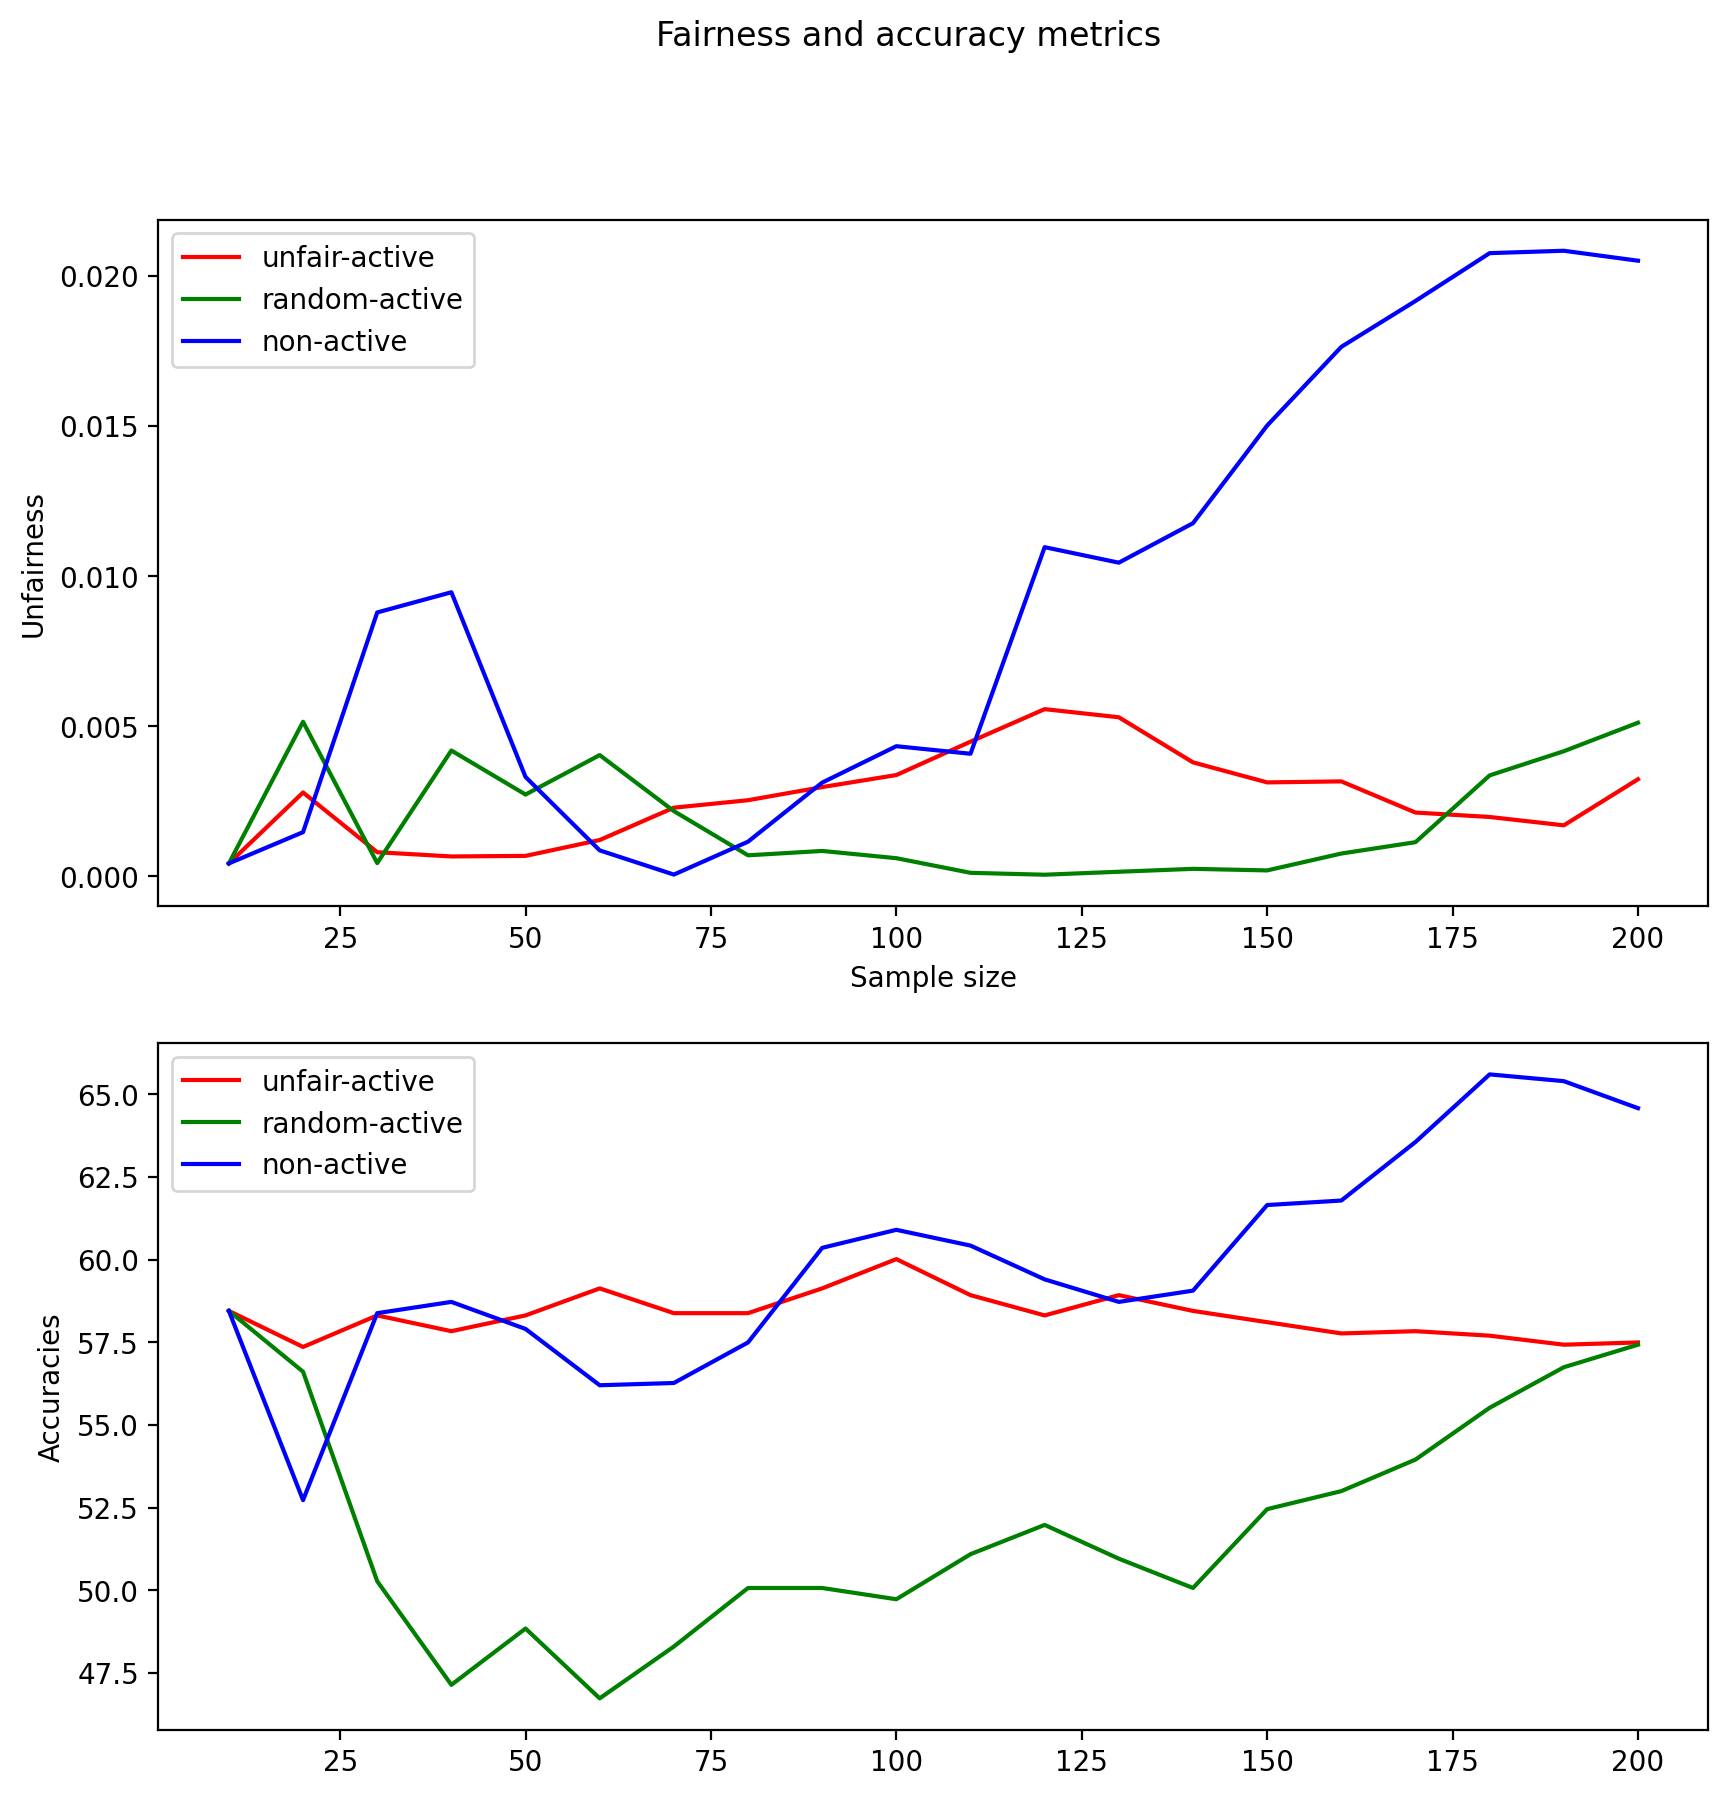 Fairness and accuracy metrics
unfair-active
random-active
non-active
0.020
0.015
0.010
0.005
0.000
Unfairness
25 50 75 100 125 150 175 200
Sample size
unfair-active
random-active
non-active
65.0
62.5
60.0
57.5
55.0
52.5
50.0
47.5
Accuracies
25 50 75 100 125 150 175 200